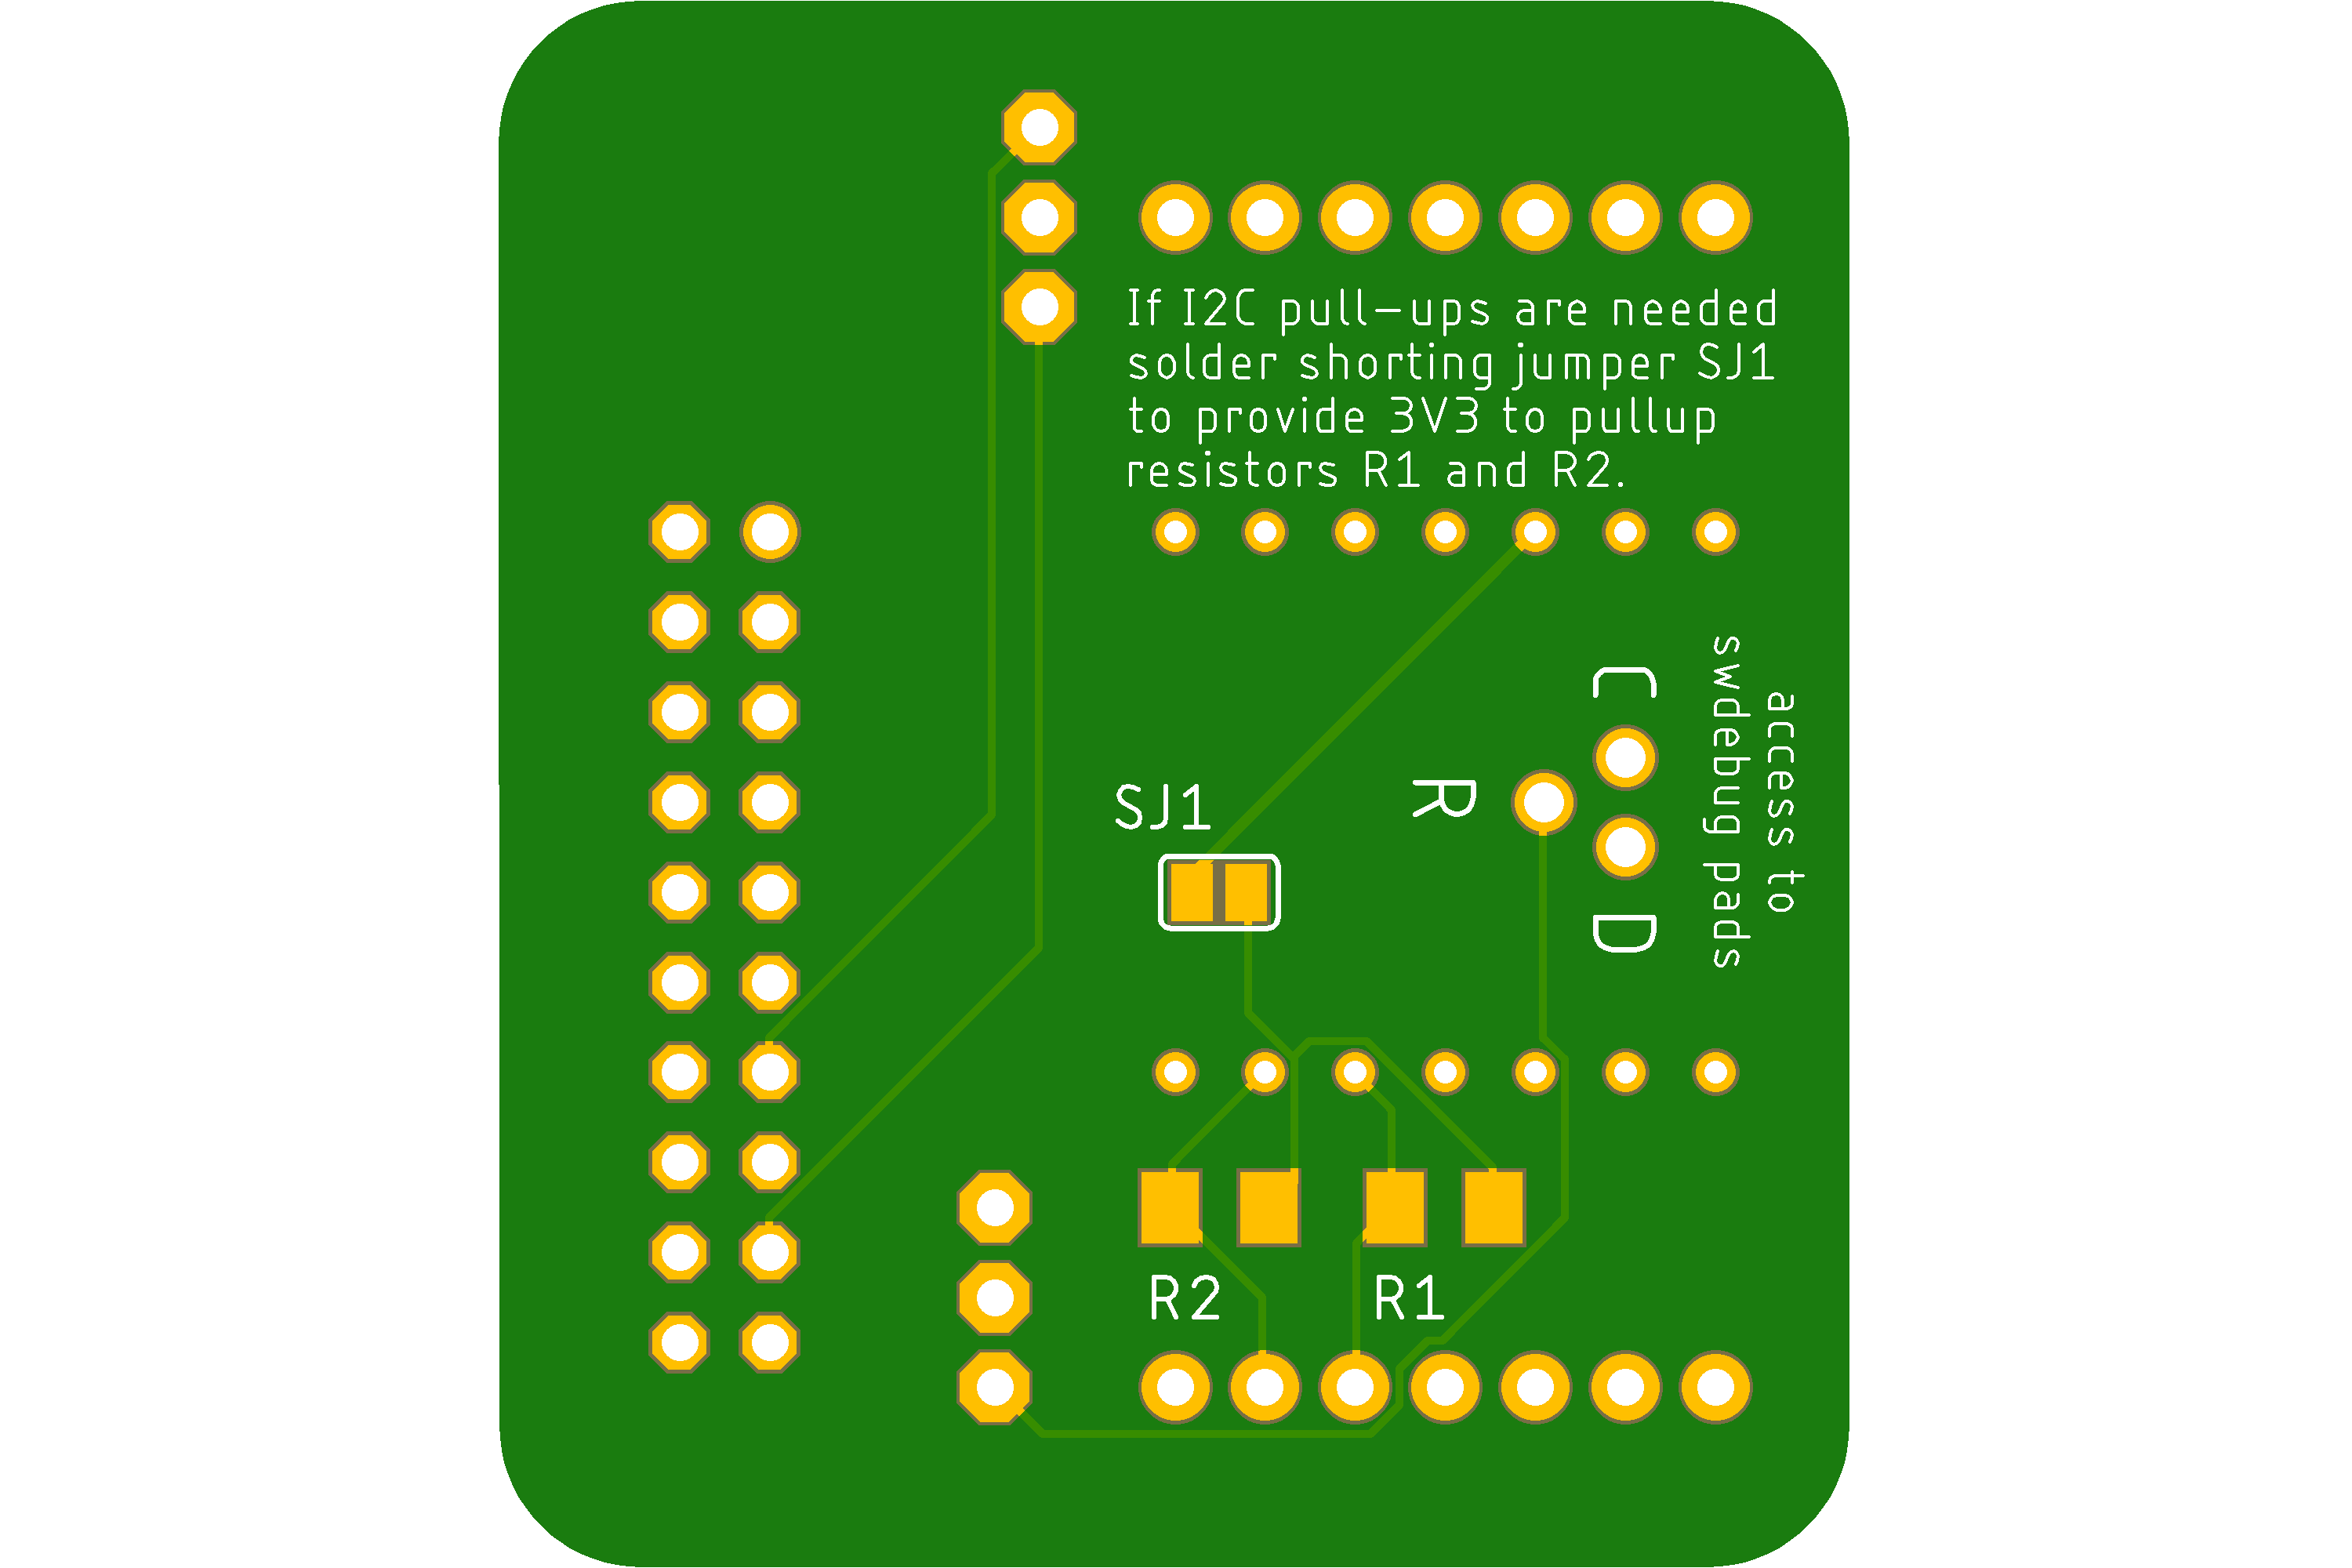 If I2C pull-ups are needed
solder shorting jumper SJ1
to provide 3V3 to pullup
resistors R1 and R2.
access to
swdebug pads
C
R
D
SJ1
R2
R1